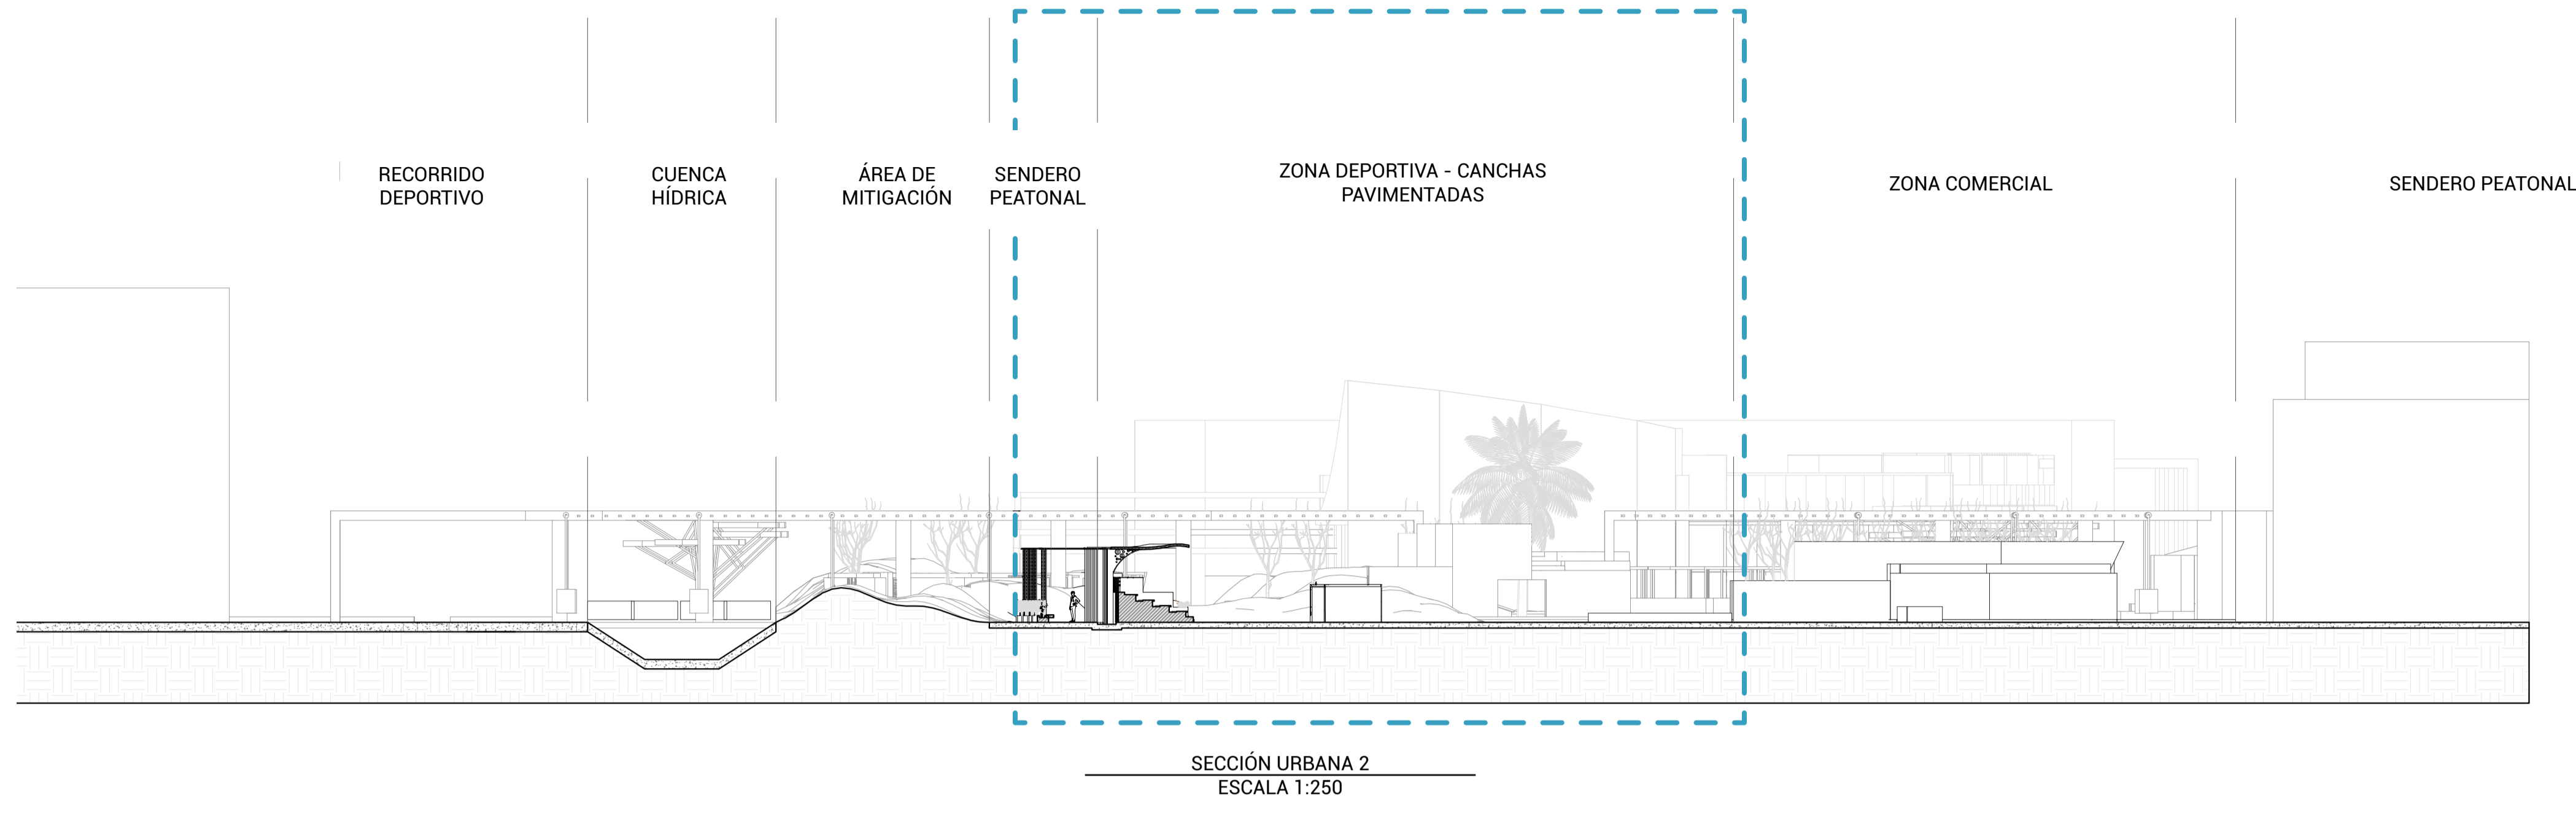 RECORRIDO
DEPORTIVO
CUENCA
HÍDRICA
ÁREA DE
MITIGACIÓN
SENDERO
PEATONAL
ZONA DEPORTIVA - CANCHAS
PAVIMENTADAS
ZONA COMERCIAL
SENDERO PEATONAL
SECCIÓN URBANA 2
ESCALA 1:250